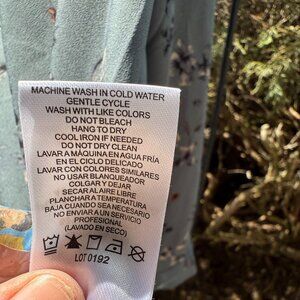 MACHINE WASH IN COLD WATER
GENTLE CYCLE
WASH WITH LIKE COLORS
DO NOT BLEACH
HANG TO DRY
COOL IRON IF NEEDED
DO NOT DRY CLEAN
LAVAR A MÁQUINA EN AGUA FRÍA
EN EL CICLO DELICADO
LAVAR CON COLORES SIMILARES
NO USAR BLANQUEADOR
COLGAR Y DEJAR
SECAR AL AIRE LIBRE
PLANCHAR A TEMPERATURA
BAJA CUANDO SEA NECESARIO
NO ENVIAR A UN SERVICIO
PROFESIONAL
(LAVADO EN SECO)
LOT 0192